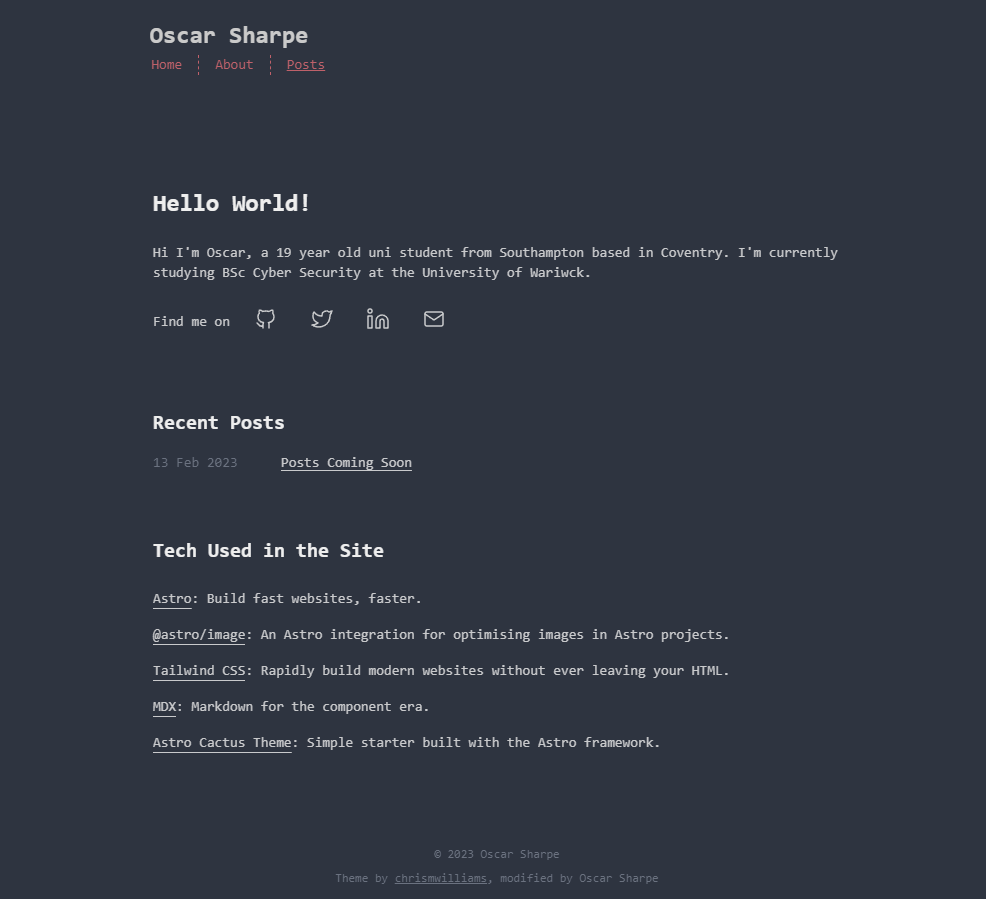 Oscar Sharpe
Home About Posts
Hello World!
Hi I'm Oscar, a 19 year old uni student from Southampton based in Coventry. I'm currently
studying BSc Cyber Security at the University of Wariwck.
Find me on
Recent Posts
13 Feb 2023 Posts Coming Soon
Tech Used in the Site
Astro: Build fast websites, faster.
@astro/image: An Astro integration for optimising images in Astro projects.
Tailwind CSS: Rapidly build modern websites without ever leaving your HTML.
MDX: Markdown for the component era.
Astro Cactus Theme: Simple starter built with the Astro framework.
© 2023 Oscar Sharpe
Theme by chrismwilliams, modified by Oscar Sharpe